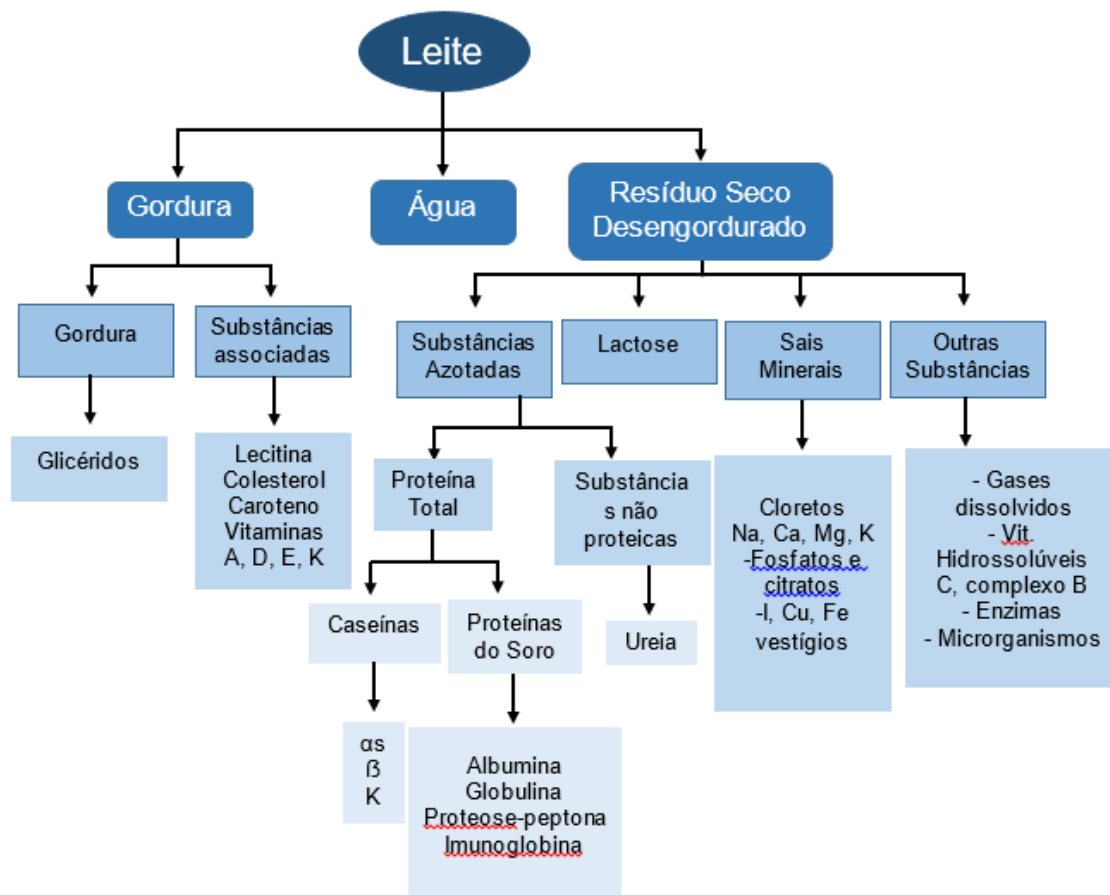 Leite
Gordura
Água
Resíduo Seco
Desengordurado
Gordura
Substâncias
associadas
Substâncias
Azotadas
Lactose
Sais
Minerais
Outras
Substâncias
Glicéridos
Lecitina
Colesterol
Caroteno
Vitaminas
A, D, E, K
Proteína
Total
Substância
s não
proteicas
Cloretos
Na, Ca, Mg, K
-Fosfatos e
citratos
-I, Cu, Fe
vestígios
- Gases
dissolvidos
- Vit.
Hidrossolúveis
C, complexo B
- Enzimas
- Microrganismos
Caseínas
Proteínas
do Soro
Ureia
αs
ß
K
Albumina
Globulina
Proteose-peptona
Imunoglobina